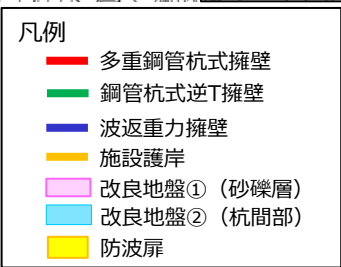 凡例
多重鋼管杭式擁壁
鋼管杭式逆T擁壁
波返重力擁壁
施設護岸
改良地盤①（砂礫層）
改良地盤②（杭間部）
防波扉